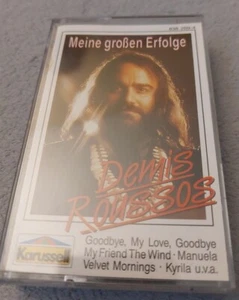 Meine großen Erfolge
Demis
Roussos
Goodbye, My Love, Goodbye
My Friend The Wind · Manuela
Velvet Mornings · Kyrila u.v.a.
Karussell